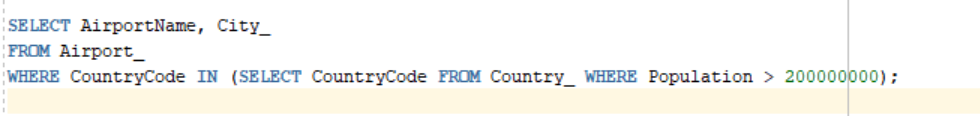 SELECT AirportName, City_
FROM Airport_
WHERE CountryCode IN (SELECT CountryCode FROM Country_ WHERE Population > 200000000);